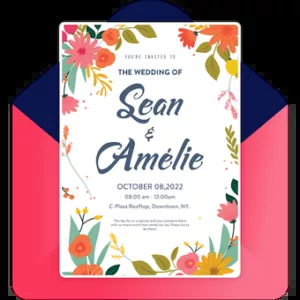 YOU'RE INVITED TO
THE WEDDING OF
Sean
&
Amélie
OCTOBER 08,2022
08:00 am - 12:00am
C-Plaza Rooftop, Downtown, NY.